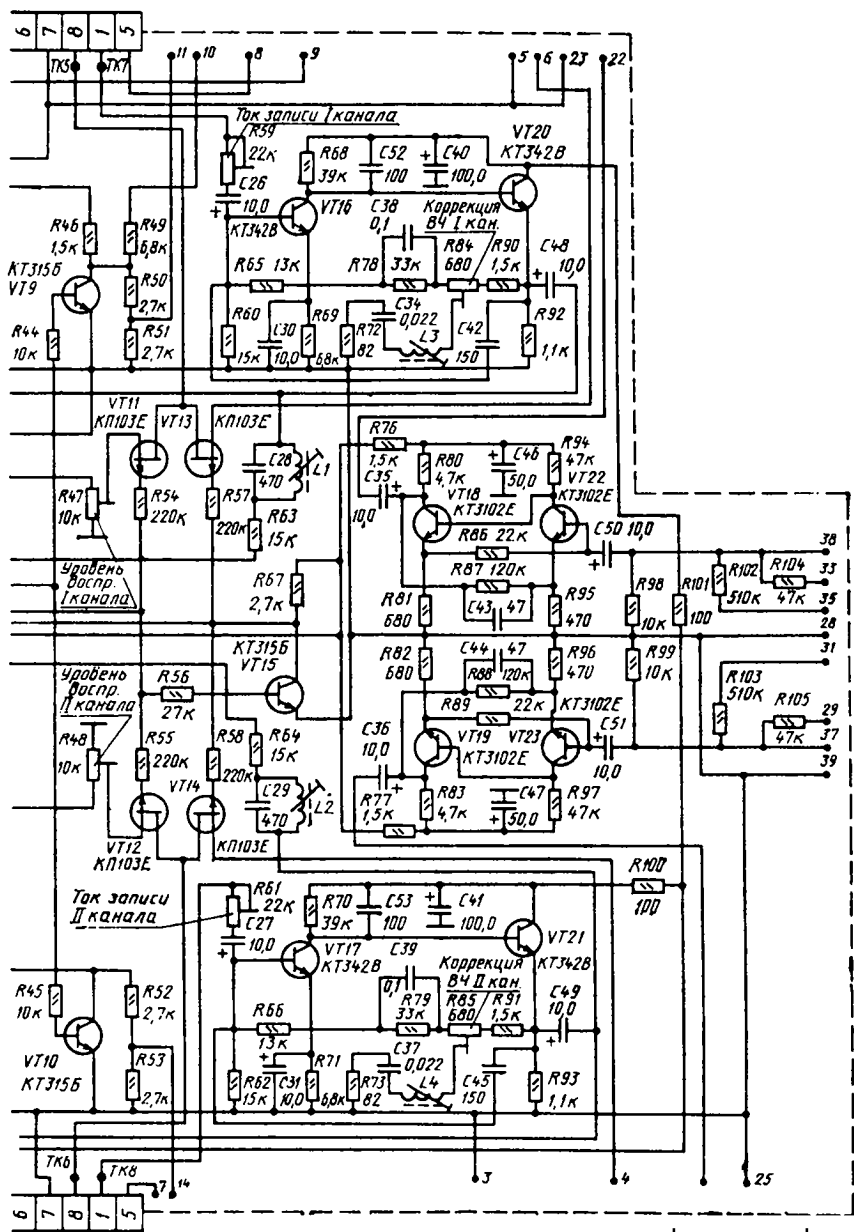 6 7 8 1 5
ТК5 ТК7 11 10 8 9 5 6 23 22
Ток записи I канала
R59
22к
C26
10,0
R68
39к
C52
100
C40
100,0
VT20
КТ342В
VT16
КТ342В
C38
0,1
Коррекция
ВЧ I кан.
R46
1,5к
R49
6,8к
КТ315Б
VT9
R50
2,7к
R44
10к
R51
2,7к
R65 13к
R78
33к
R84
680
R90
1,5к
C48
10,0
R60
15к
C30
10,0
R69
6,8к
R72
82
C34
0,022
L3
C42
150
R92
1,1к
VT11
КП103Е
VT13
КП103Е
C28
470
L1
R76
1,5к
R80
4,7к
C46
50,0
R94
47к
VT22
КТ3102Е
C35
10,0
VT18
КТ3102Е
R47
10к
R54
220к
R57
220к
R63
15к
R86 22к
C50 10,0
Уровень
воспр.
I канала
R67
2,7к
R87 120к
R81
680
C43 47
R95
470
R98
10к
R101
100
R102
510к
R104
47к
38
33
35
28
31
29
37
39
КТ315Б
VT15
R82
680
C44 47
R88 120к
R96
470
R99
10к
R103
510к
R105
47к
Уровень
воспр.
II канала
R56
27к
R89 22к
КТ3102Е
R48
10к
R55
220к
R58
220к
R64
15к
C36
10,0
VT19
КТ3102Е
VT23
C51
10,0
VT14
VT12
КП103Е
КП103Е
C29
470
L2
R77
1,5к
R83
4,7к
C47
50,0
R97
47к
Ток записи
II канала
R61
22к
C27
10,0
R70
39к
C53
100
C41
100,0
R100
100
VT17
КТ342В
C39
0,1
VT21
КТ342В
Коррекция
ВЧ II кан.
R45
10к
R52
2,7к
R66
13к
R79
33к
R85
680
R91
1,5к
C49
10,0
VT10
КТ315Б
R53
2,7к
R62
15к
C31
10,0
R71
6,8к
R73
82
C37
0,022
L4
C45
150
R93
1,1к
ТК6 ТК8 7 14 3 4 25
6 7 8 1 5